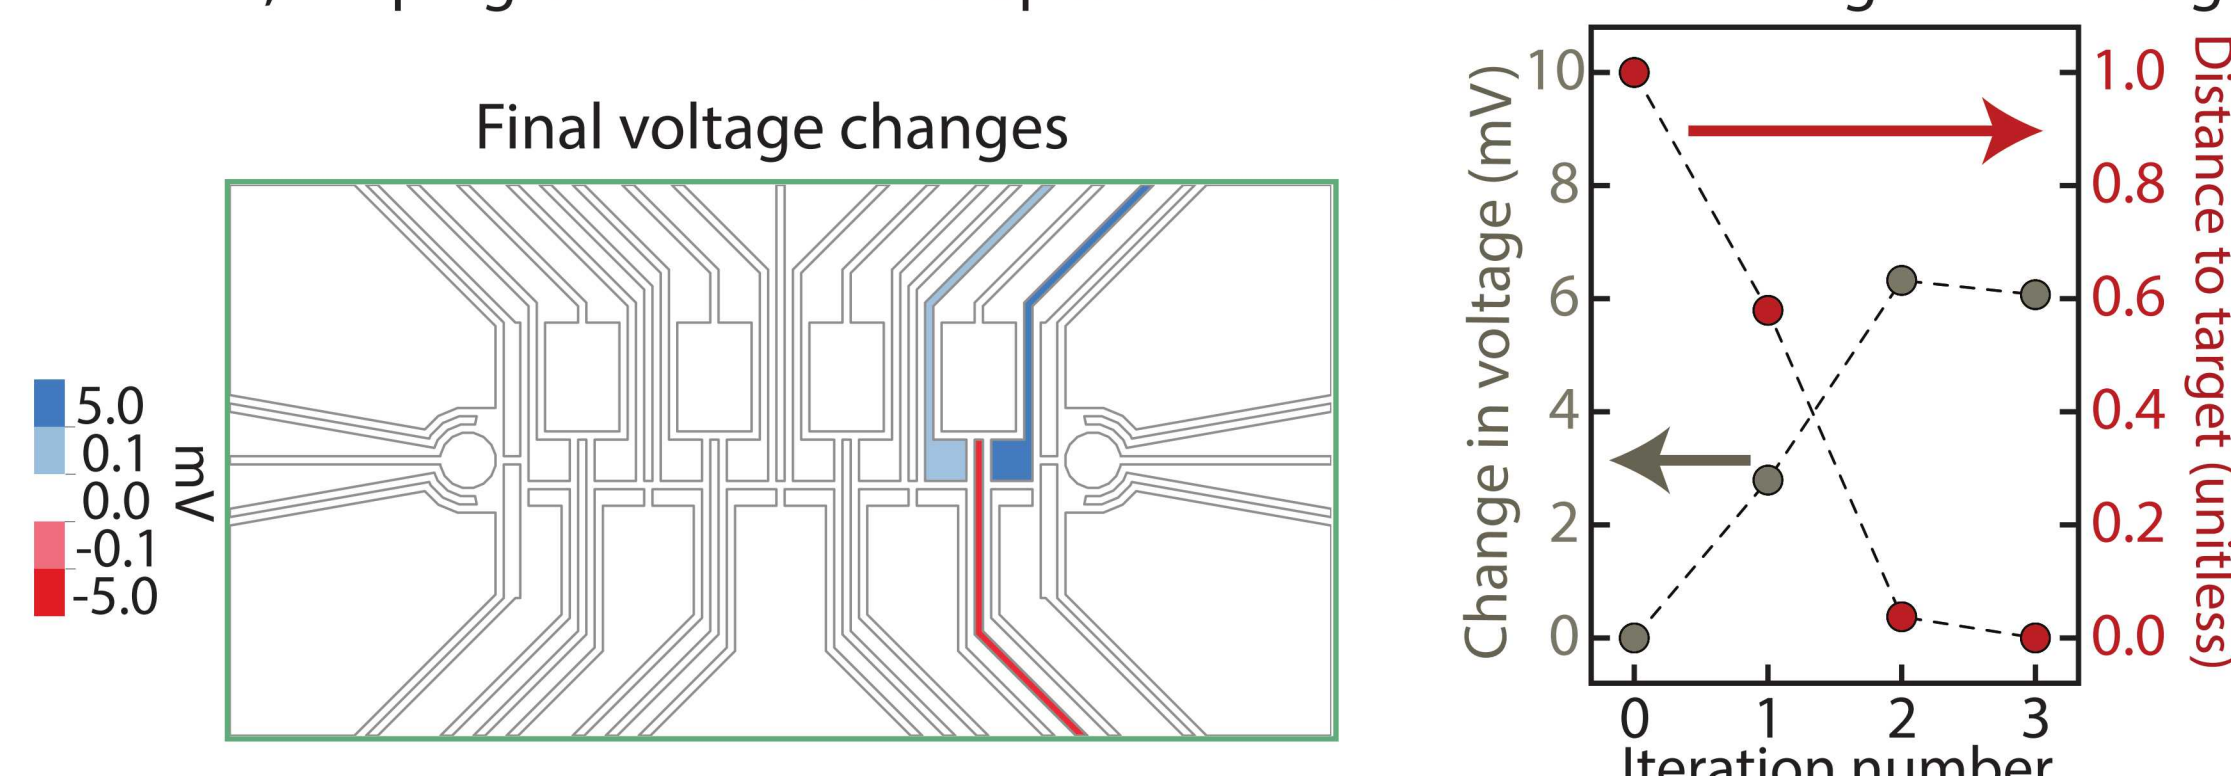 Final voltage changes
5.0
0.1
0.0
-0.1
-5.0
mV
Change in voltage (mV)
10
8
6
4
2
0
1.0
0.8
0.6
0.4
0.2
0.0
Distance to target (unitless)
0 1 2 3
Iteration number